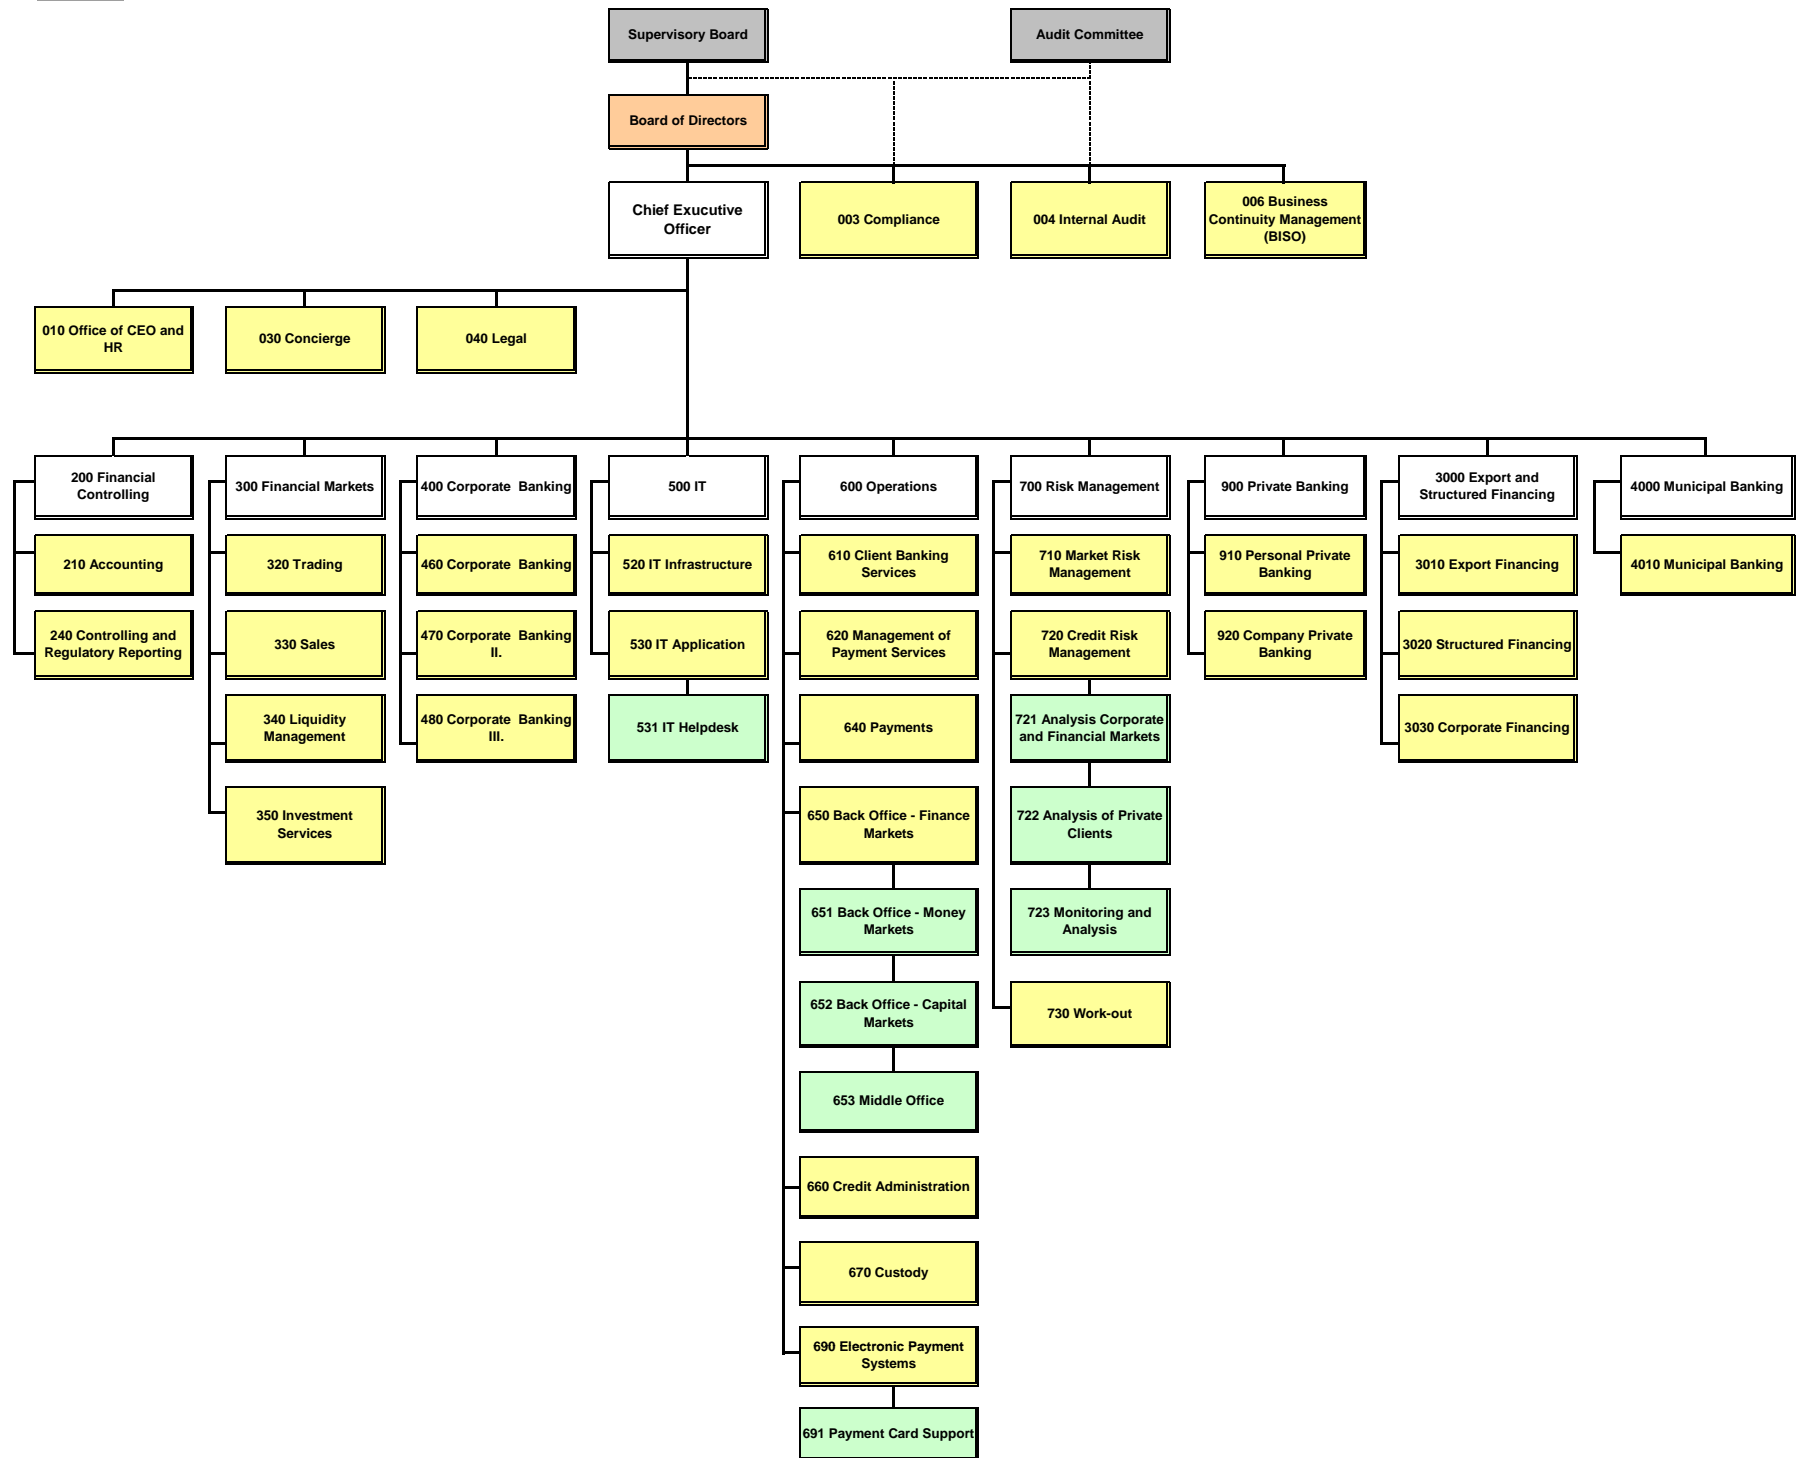 Supervisory Board
Audit Committee
Board of Directors
Chief Exucutive
Officer
003 Compliance
004 Internal Audit
006 Business
Continuity Management
(BISO)
010 Office of CEO and
HR
030 Concierge
040 Legal
200 Financial
Controlling
300 Financial Markets
400 Corporate  Banking
500 IT
600 Operations
700 Risk Management
900 Private Banking
3000 Export and
Structured Financing
4000 Municipal Banking
210 Accounting
320 Trading
460 Corporate  Banking
520 IT Infrastructure
610 Client Banking
Services
710 Market Risk
Management
910 Personal Private
Banking
3010 Export Financing
4010 Municipal Banking
240 Controlling and
Regulatory Reporting
330 Sales
470 Corporate  Banking
II.
530 IT Application
620 Management of
Payment Services
720 Credit Risk
Management
920 Company Private
Banking
3020 Structured Financing
340 Liquidity
Management
480 Corporate  Banking
III.
531 IT Helpdesk
640 Payments
721 Analysis Corporate
and Financial Markets
3030 Corporate Financing
350 Investment
Services
650 Back Office - Finance
Markets
722 Analysis of Private
Clients
651 Back Office - Money
Markets
723 Monitoring and
Analysis
652 Back Office - Capital
Markets
730 Work-out
653 Middle Office
660 Credit Administration
670 Custody
690 Electronic Payment
Systems
691 Payment Card Support